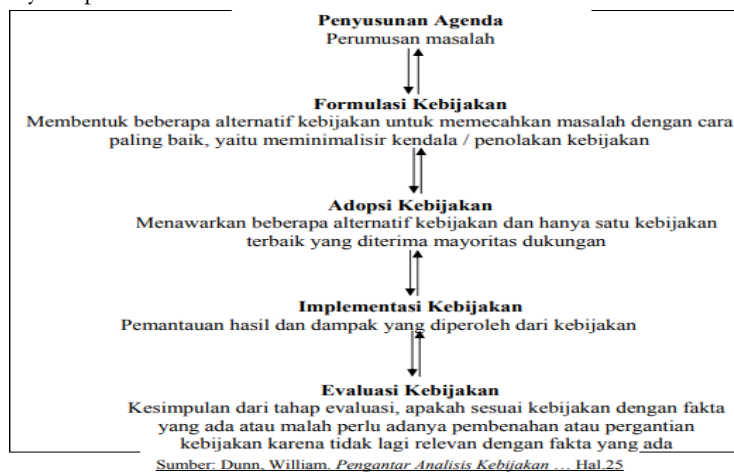 Penyusunan Agenda
Perumusan masalah
Formulasi Kebijakan
Membentuk beberapa alternatif kebijakan untuk memecahkan masalah dengan cara
paling baik, yaitu meminimalisir kendala / penolakan kebijakan
Adopsi Kebijakan
Menawarkan beberapa alternatif kebijakan dan hanya satu kebijakan
terbaik yang diterima mayoritas dukungan
Implementasi Kebijakan
Pemantauan hasil dan dampak yang diperoleh dari kebijakan
Evaluasi Kebijakan
Kesimpulan dari tahap evaluasi, apakah sesuai kebijakan dengan fakta
yang ada atau malah perlu adanya pembenahan atau pergantian
kebijakan karena tidak lagi relevan dengan fakta yang ada
Sumber: Dunn, William. Pengantar Analisis Kebijakan … Hal.25